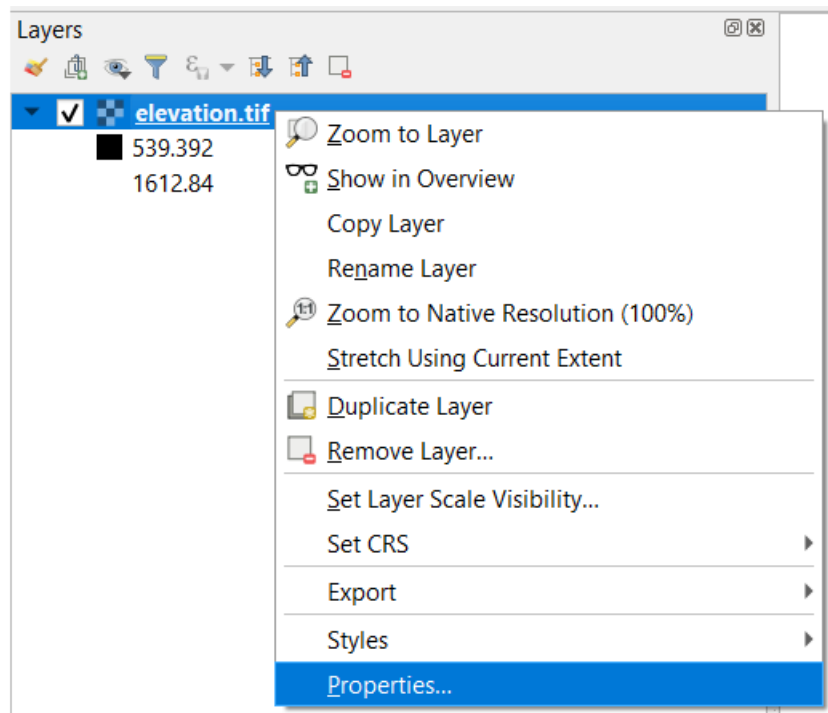 Layers
elevation.tif
539.392
1612.84
Zoom to Layer
Show in Overview
Copy Layer
Rename Layer
1:1 Zoom to Native Resolution (100%)
Stretch Using Current Extent
Duplicate Layer
Remove Layer...
Set Layer Scale Visibility...
Set CRS
Export
Styles
Properties...